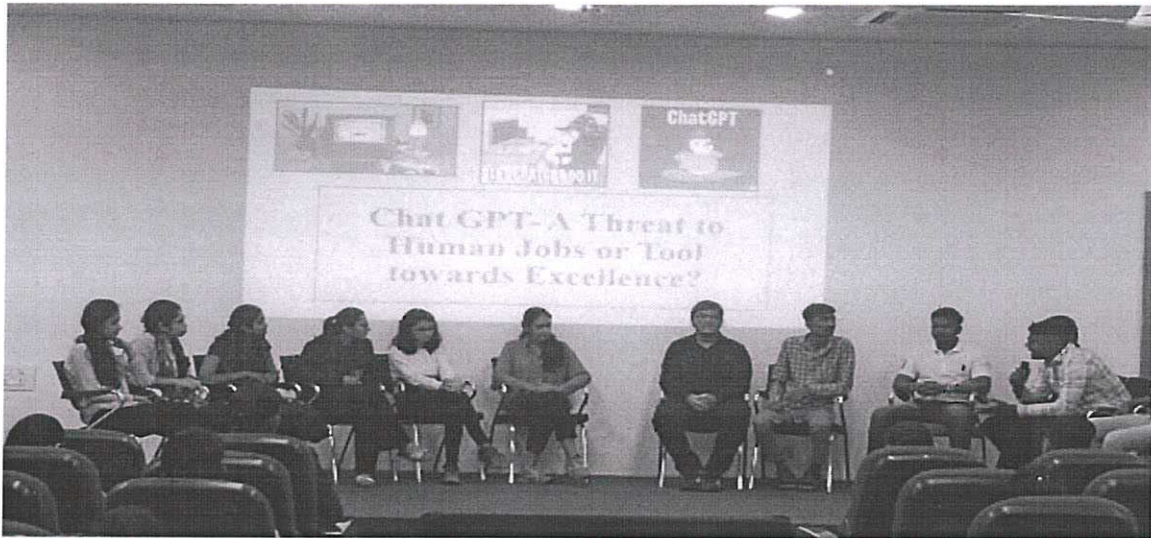 ChatGPT
Chat GPT- A Threat to
Human Jobs or Tool
towards Excellence?